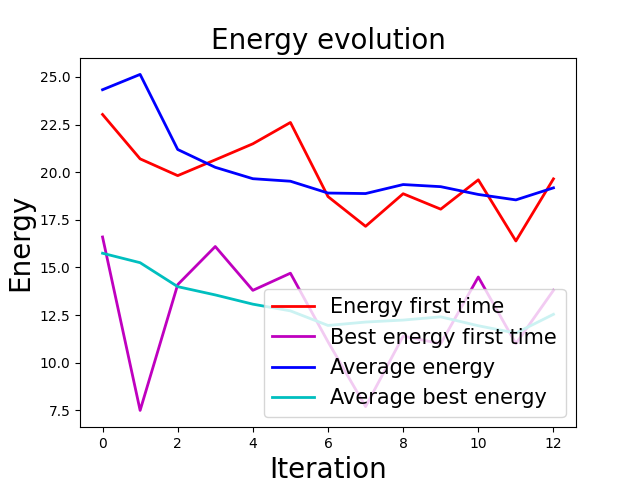 Energy evolution
Energy
25.0
22.5
20.0
17.5
15.0
12.5
10.0
7.5
Energy first time
Best energy first time
Average energy
Average best energy
0 2 4 6 8 10 12
Iteration